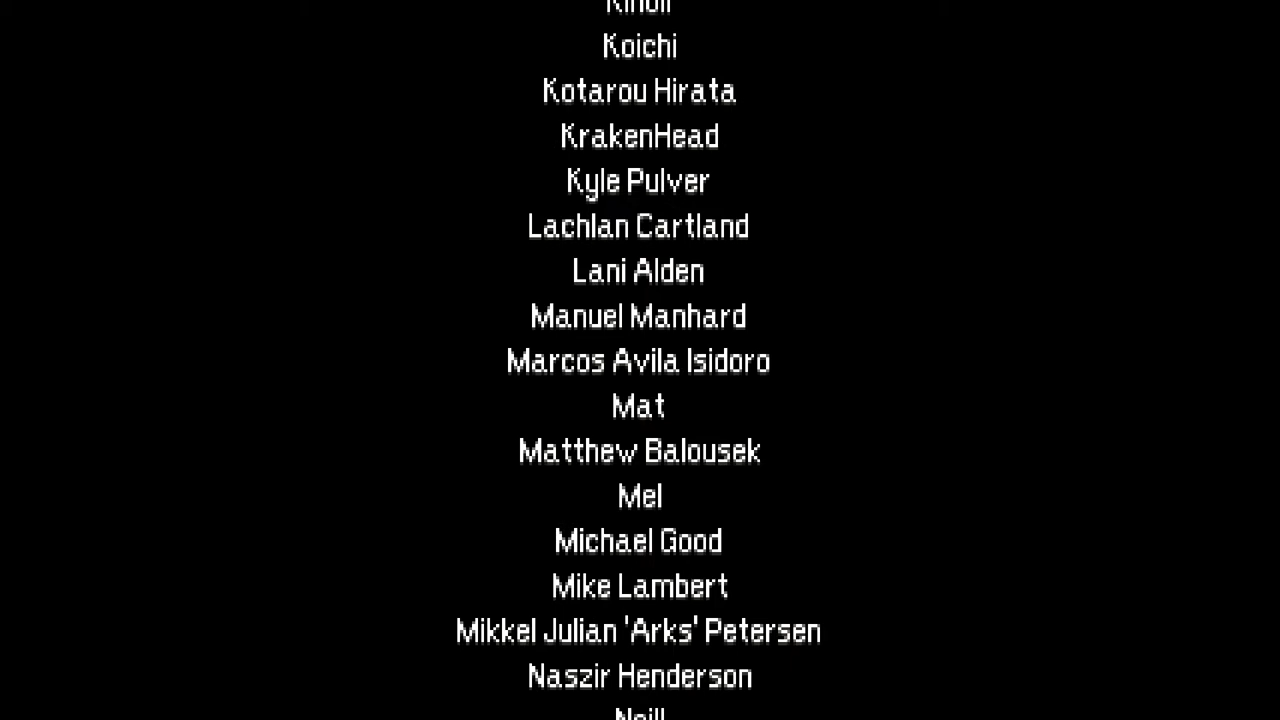 Koichi
Kotarou Hirata
KrakenHead
Kyle Pulver
Lachlan Cartland
Lani Alden
Manuel Manhard
Marcos Avila Isidoro
Mat
Matthew Balousek
Mel
Michael Good
Mike Lambert
Mikkel Julian 'Arks' Petersen
Naszir Henderson
Neill